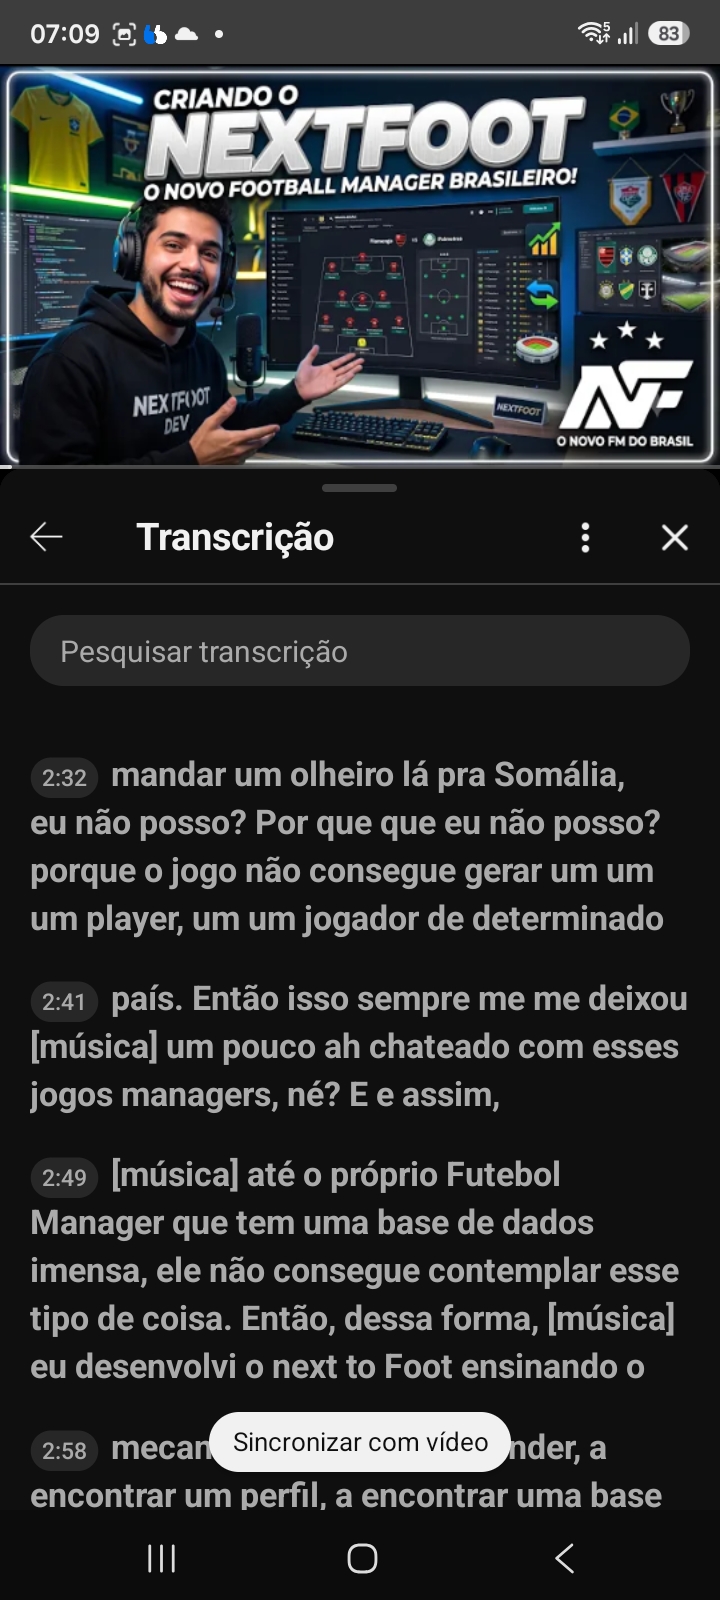 07:09
5
83
CRIANDO O
NEXTFOOT
O NOVO FOOTBALL MANAGER BRASILEIRO!
Flamengo
Palmeiras
NEXTFOOT
DEV
NEXTFOOT
NF
O NOVO FM DO BRASIL
Transcrição
Pesquisar transcrição
2:32 mandar um olheiro lá pra Somália,
eu não posso? Por que que eu não posso?
porque o jogo não consegue gerar um um
um player, um um jogador de determinado
2:41 país. Então isso sempre me me deixou
[música] um pouco ah chateado com esses
jogos managers, né? E e assim,
2:49 [música] até o próprio Futebol
Manager que tem uma base de dados
imensa, ele não consegue contemplar esse
tipo de coisa. Então, dessa forma, [música]
eu desenvolvi o next to Foot ensinando o
Sincronizar com vídeo
2:58 mecan nder, a
encontrar um perfil, a encontrar uma base